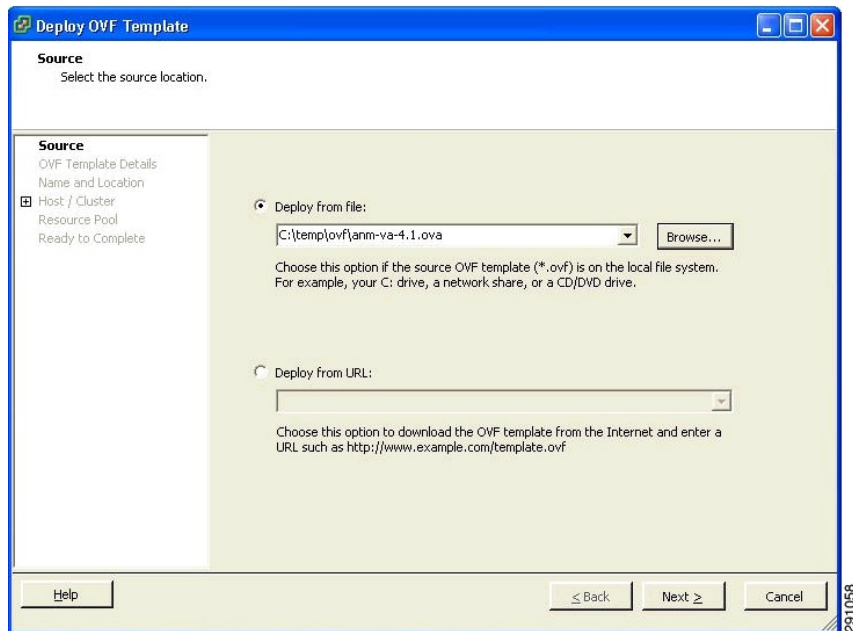 Deploy OVF Template
Source
Select the source location.
Source
OVF Template Details
Name and Location
Host / Cluster
Resource Pool
Ready to Complete
Deploy from file:
C:\temp\ovf\anm-va-4.1.ova
Browse...
Choose this option if the source OVF template (*.ovf) is on the local file system.
For example, your C: drive, a network share, or a CD/DVD drive.
Deploy from URL:
Choose this option to download the OVF template from the Internet and enter a
URL such as http://www.example.com/template.ovf
Help
< Back
Next >
Cancel
291058